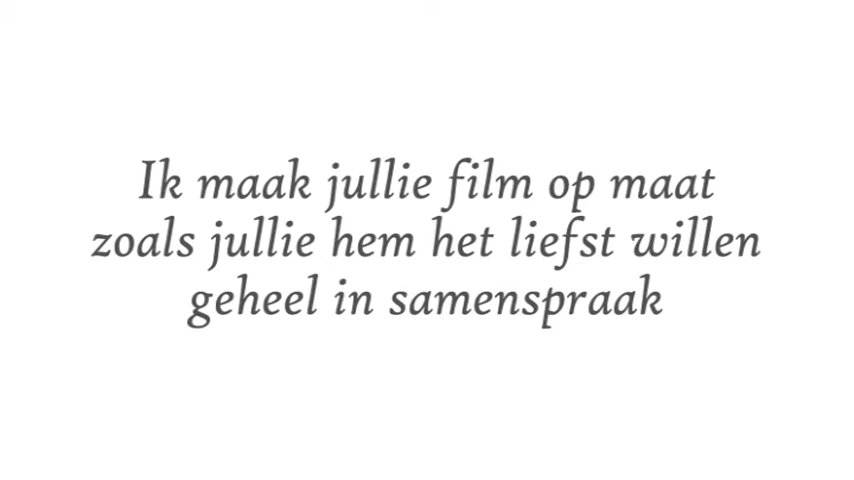 Ik maak jullie film op maat
zoals jullie hem het liefst willen
geheel in samenspraak